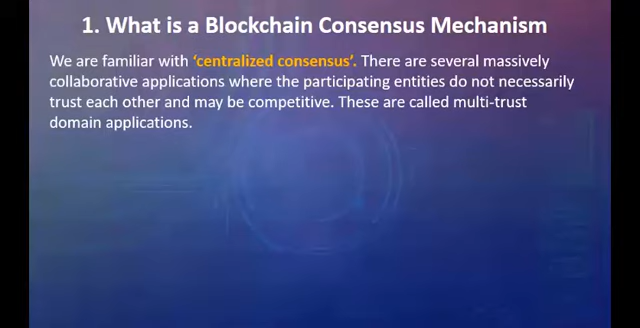 1. What is a Blockchain Consensus Mechanism
We are familiar with ‘centralized consensus’. There are several massively
collaborative applications where the participating entities do not necessarily
trust each other and may be competitive. These are called multi-trust
domain applications.